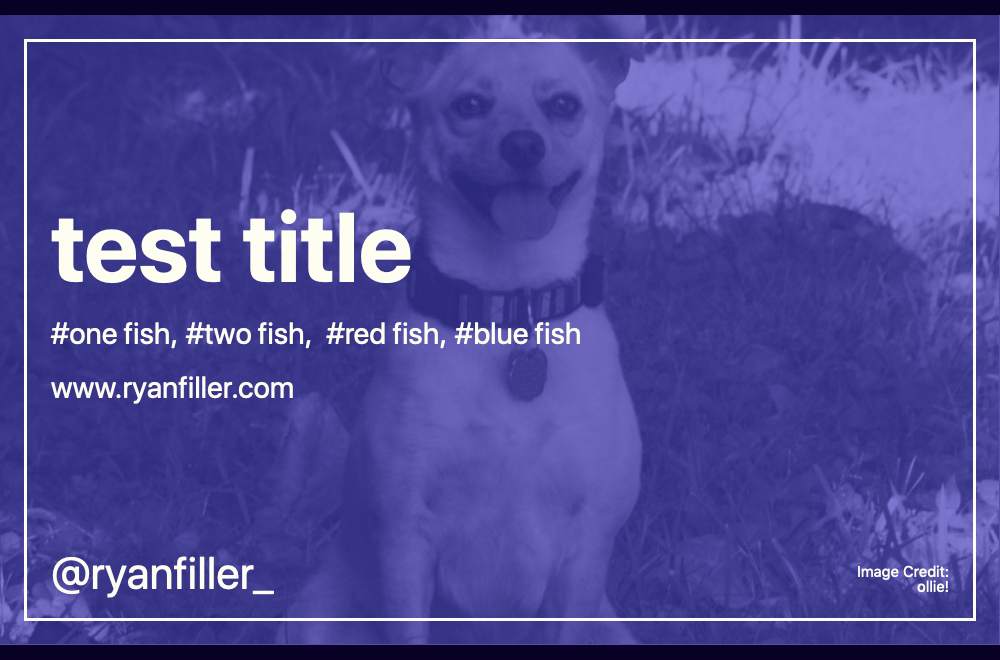 test title
#one fish, #two fish,  #red fish, #blue fish
www.ryanfiller.com
@ryanfiller_
Image Credit:
ollie!